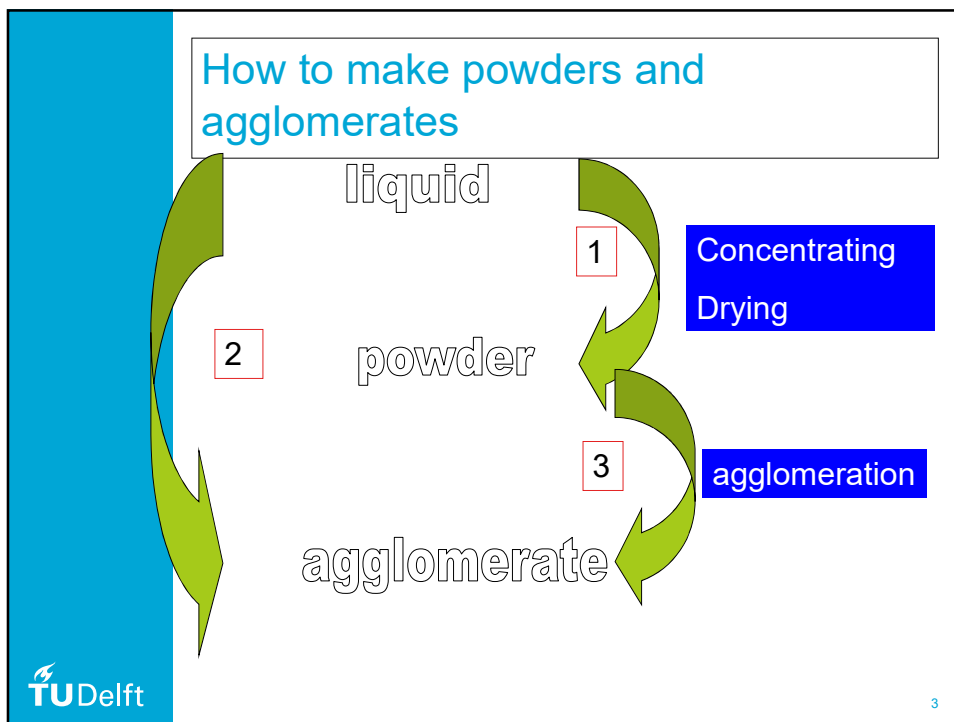 How to make powders and
agglomerates
liquid
1
Concentrating
Drying
2
powder
3
agglomeration
agglomerate
TUDelft
3